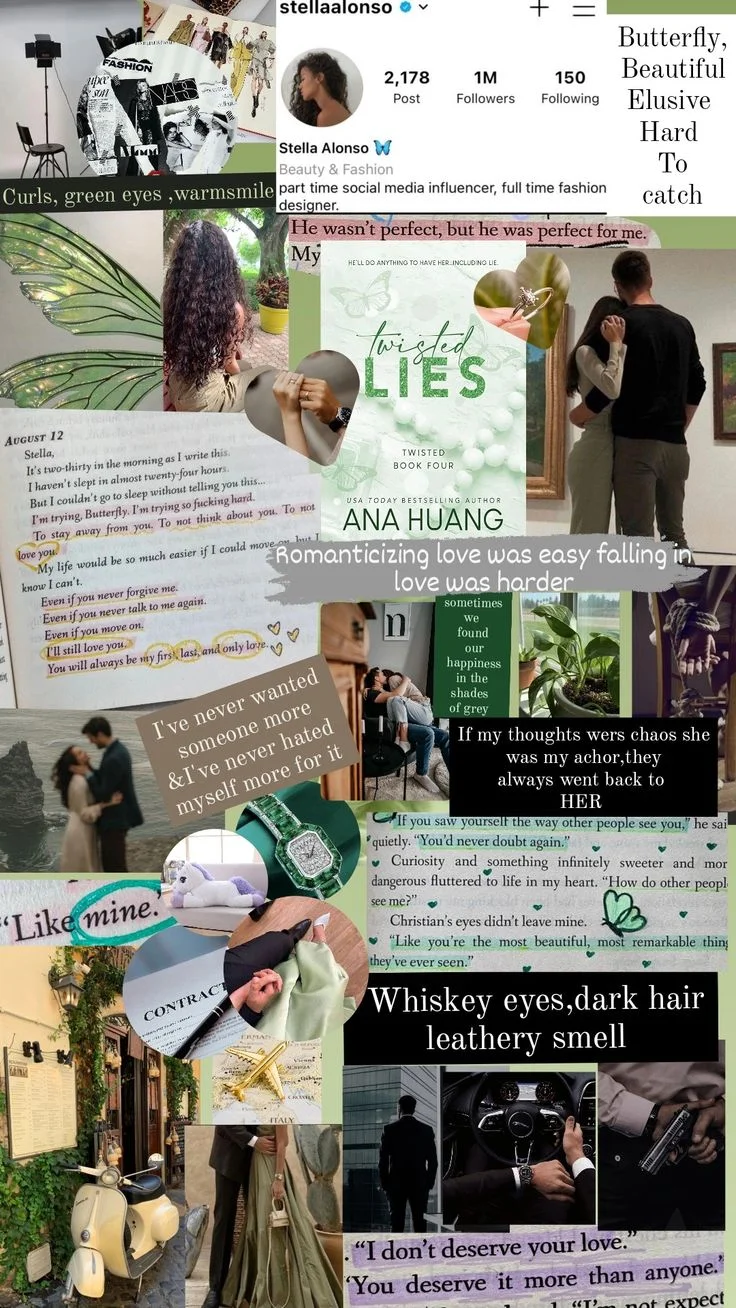 stellaalonso
2,178
1M
150
Post
Followers
Following
Stella Alonso 🦋
Beauty & Fashion
part time social media influencer, full time fashion
designer.
Butterfly,
Beautiful
Elusive
Hard
To
catch
FASHION
Curls, green eyes ,warmsmile
He wasn't perfect, but he was perfect for me.
My
HE'LL DO ANYTHING TO HAVE HER...INCLUDING LIE.
twisted
LIES
TWISTED
BOOK FOUR
USA TODAY BESTSELLING AUTHOR
ANA HUANG
AUGUST 12
Stella,
It's two-thirty in the morning as I write this.
I haven't slept in almost twenty-four hours.
But I couldn't go to sleep without telling you this...
I'm trying, Butterfly. I'm trying so fucking hard.
To stay away from you. To not think about you. To not
love you.
My life would be so much easier if I could move on, but I
know I can't.
Even if you never forgive me.
Even if you never talk to me again.
Even if you move on.
I'll still love you.
You will always be my first, last, and only love.
Romanticizing love was easy falling in
love was harder
n
sometimes
we
found
our
happiness
in the
shades
of grey
I've never wanted
someone more
&I've never hated
myself more for it
If my thoughts wers chaos she
was my achor,they
always went back to
HER
"If you saw yourself the way other people see you," he sai
quietly. "You'd never doubt again."
Curiosity and something infinitely sweeter and mor
dangerous fluttered to life in my heart. "How do other peopl
see me?"
Christian's eyes didn't leave mine.
"Like you're the most beautiful, most remarkable thing
they've ever seen."
"Like mine."
CONTRACT
Whiskey eyes,dark hair
leathery smell
Vienna
CROATIA
ITALY
"I don't deserve your love."
"You deserve it more than anyone."
"I'm not expect